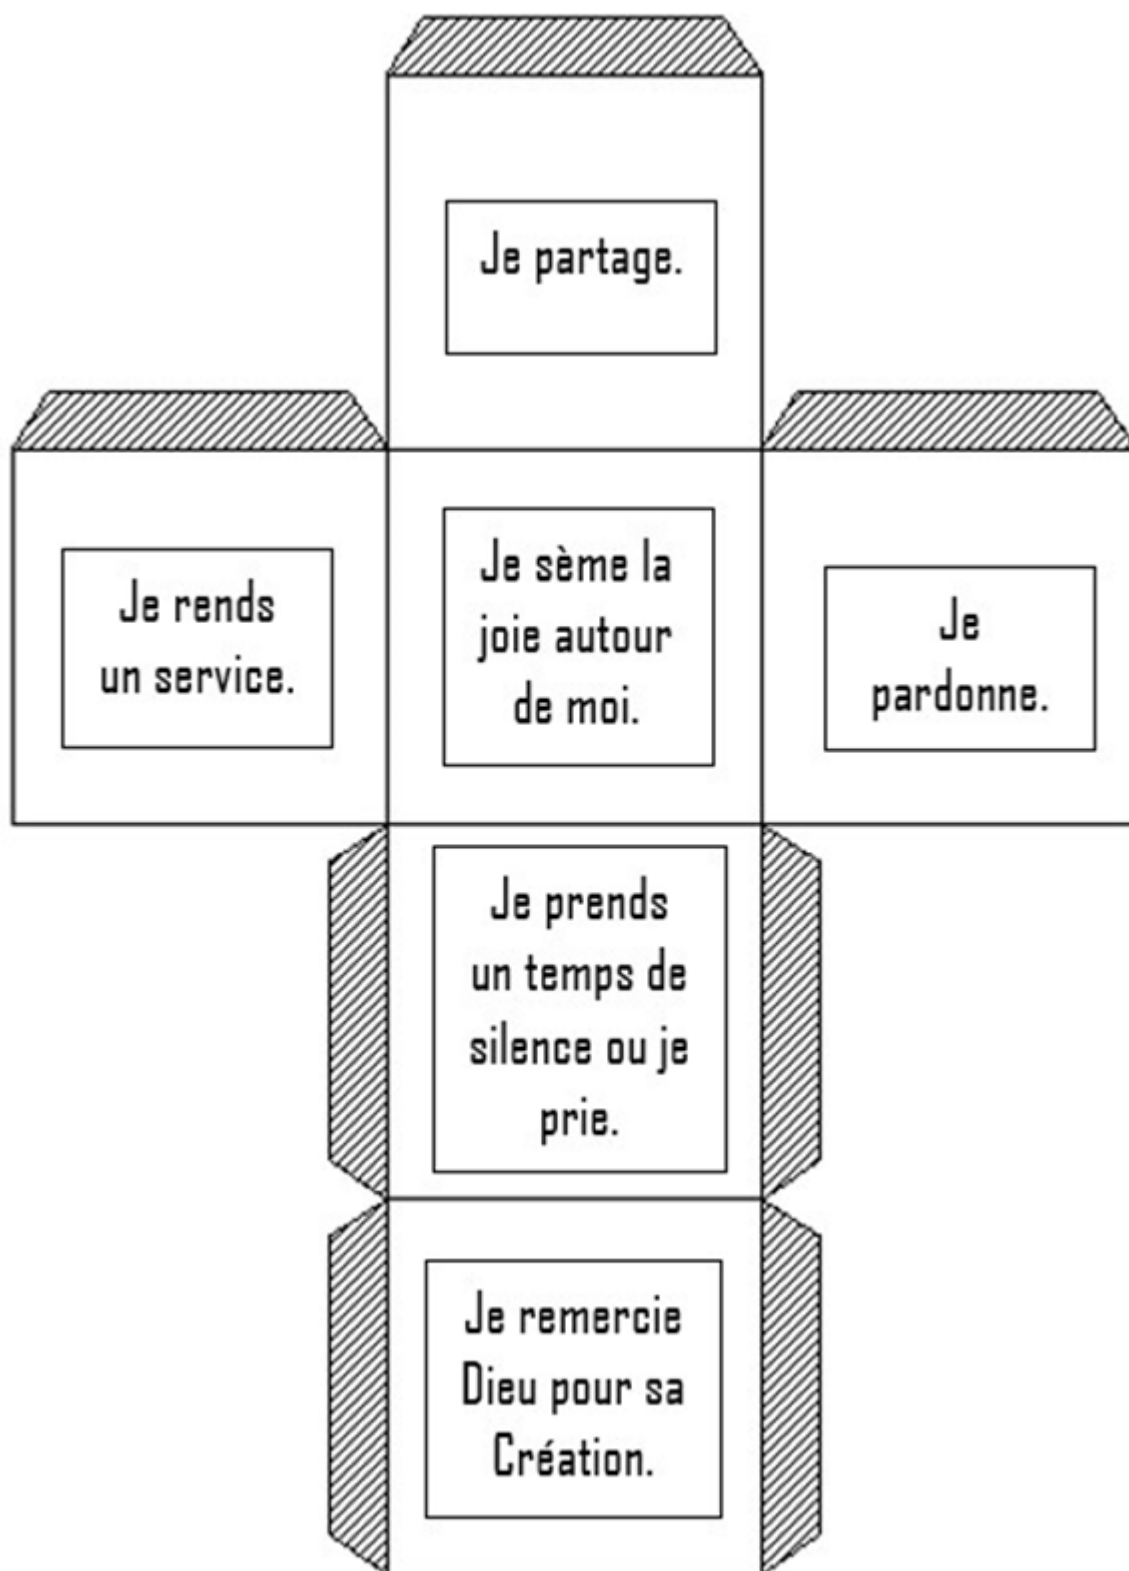 Je partage.
Je rends
un service.
Je sème la
joie autour
de moi.
Je
pardonne.
Je prends
un temps de
silence ou je
prie.
Je remercie
Dieu pour sa
Création.